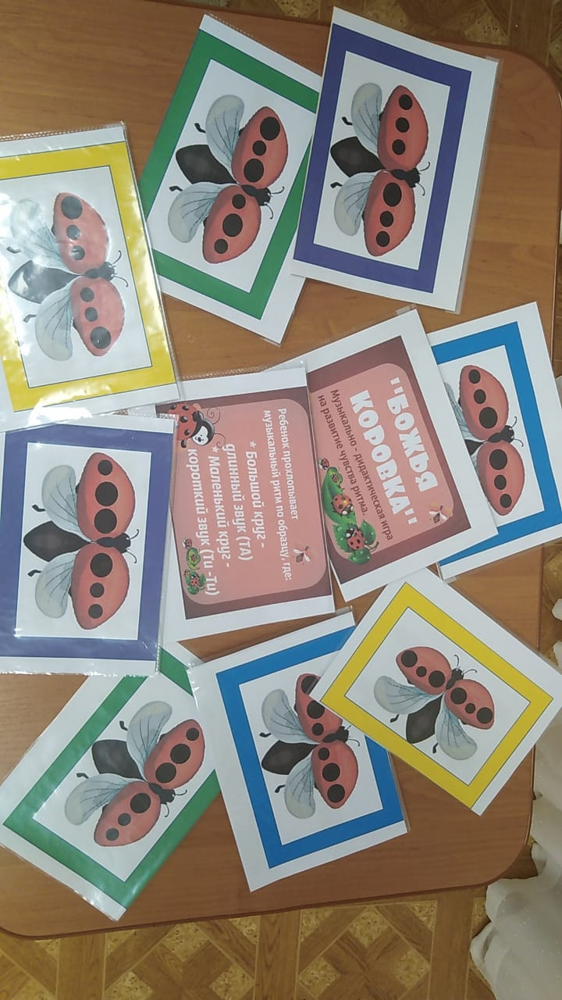 "БОЖЬЯ
КОРОВКА"
Музыкально - дидактическая игра
на развитие чувства ритма.
Ребенок прохлопывает
музыкальный ритм по образцу, где:
* Большой круг -
длинный звук (ТА)
* Маленький круг-
короткий звук (Ти -Ти)